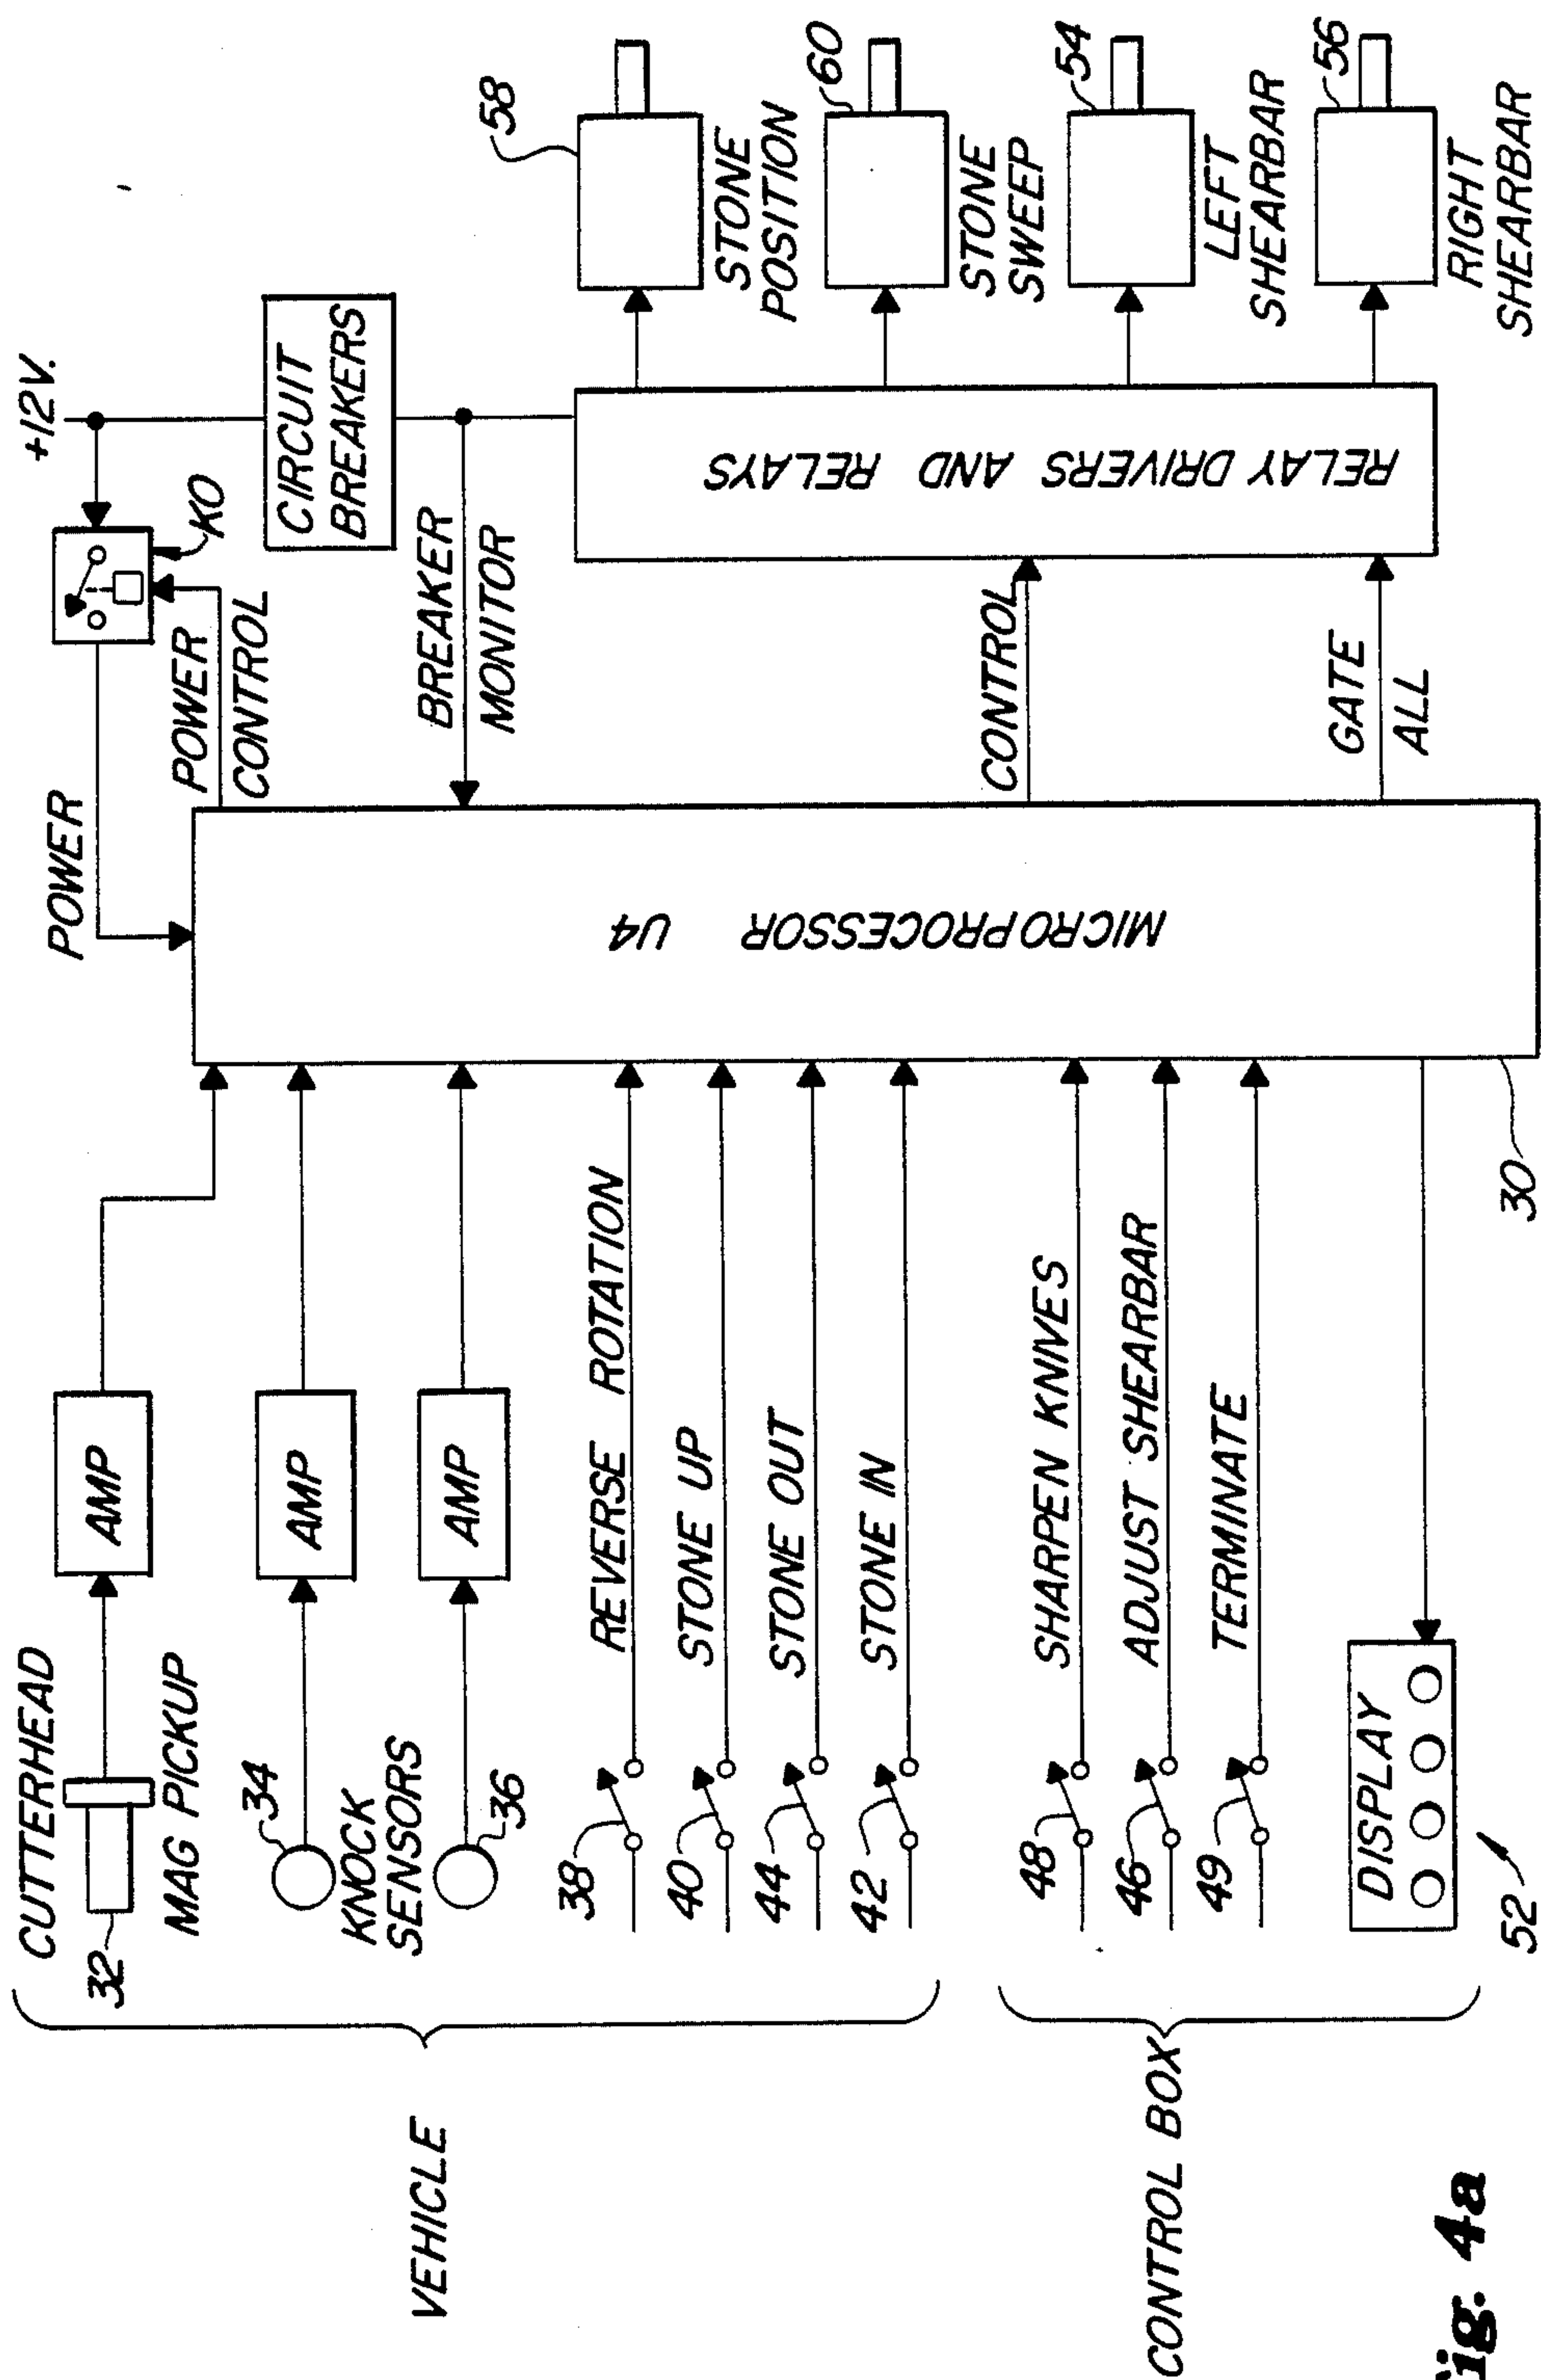 +12V.
POWER
KO
POWER
CONTROL
CIRCUIT
BREAKERS
BREAKER
MONITOR
CONTROL
GATE
ALL
RELAY DRIVERS AND RELAYS
58
STONE
POSITION
60
STONE
SWEEP
54
LEFT
SHEARBAR
56
RIGHT
SHEARBAR
MICROPROCESSOR U4
30
CUTTERHEAD
32
MAG PICKUP
AMP
34
KNOCK
SENSORS
AMP
36
AMP
38
REVERSE ROTATION
40
STONE UP
44
STONE OUT
42
STONE IN
VEHICLE
48
SHARPEN KNIVES
46
ADJUST SHEARBAR
49
TERMINATE
DISPLAY
52
CONTROL BOX
ig. 4a